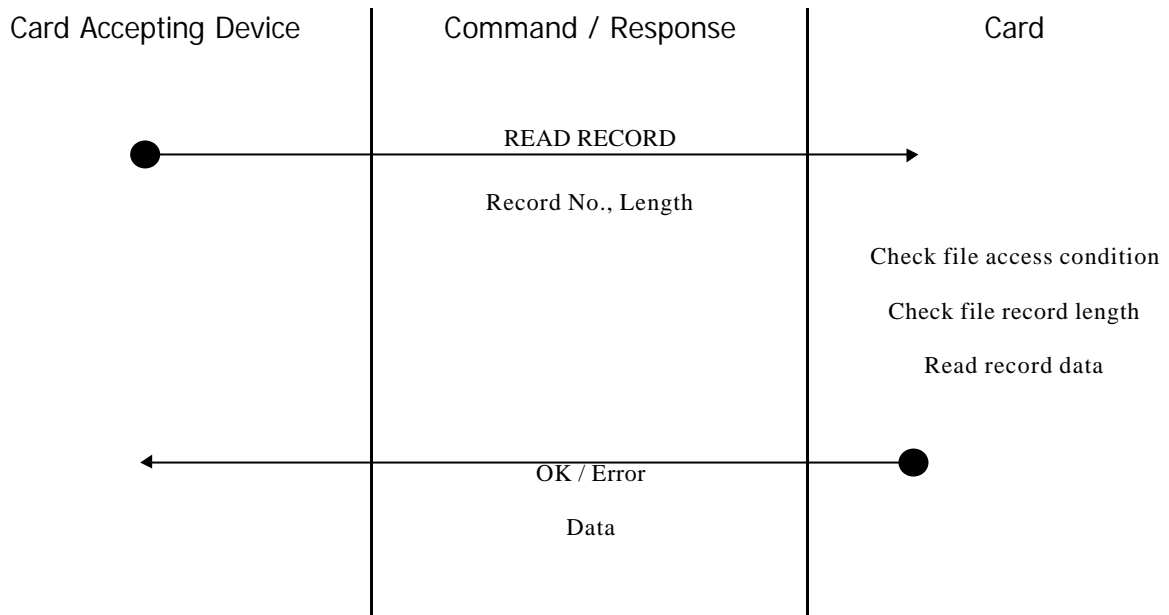 Card Accepting Device
Command / Response
Card
READ RECORD
Record No., Length
Check file access condition
Check file record length
Read record data
OK / Error
Data